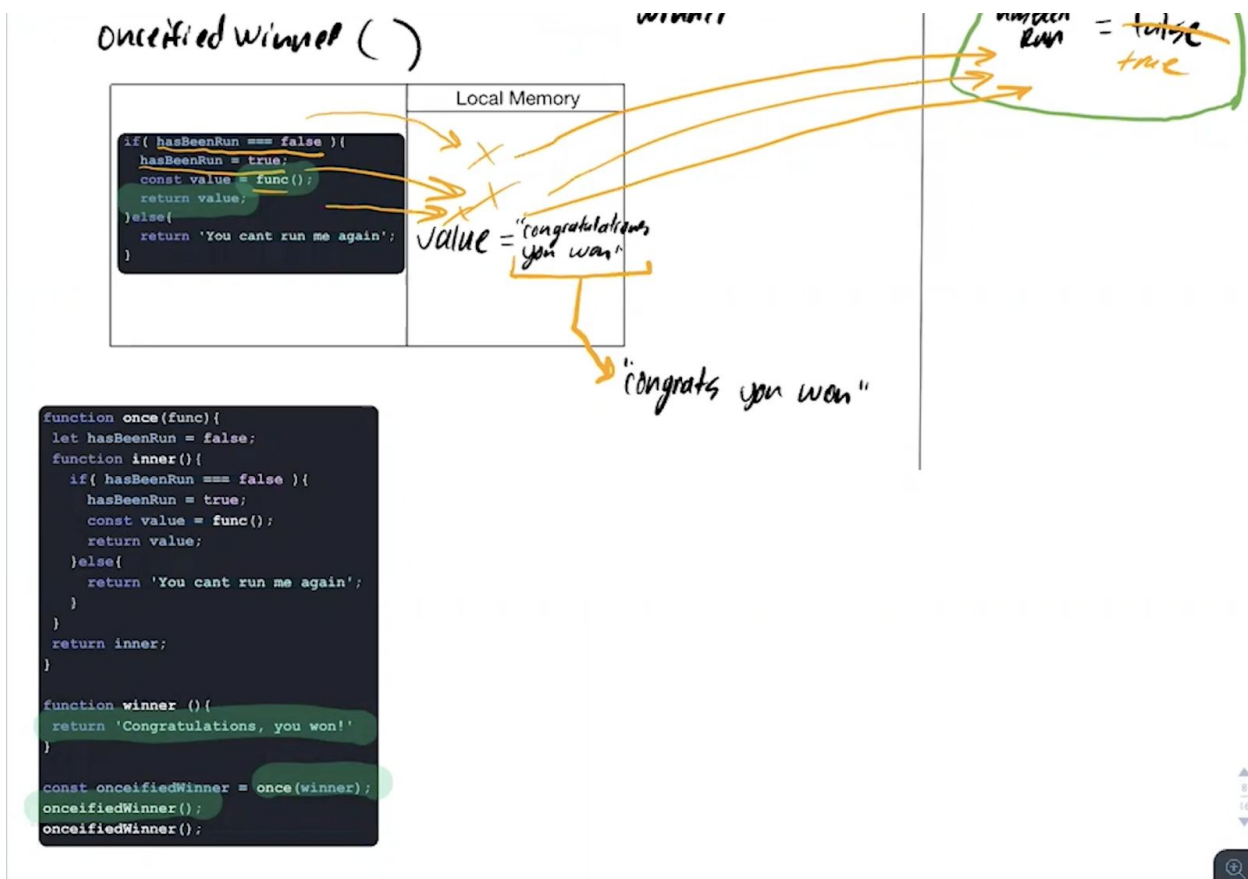 onceified winner ( )
winner
Run = false
true
Local Memory
if( hasBeenRun === false ){
hasBeenRun = true;
const value = func();
return value;
}else{
return 'You cant run me again';
}
value = "congratulations
you won"
"congrats you won"
function once(func){
let hasBeenRun = false;
function inner(){
if( hasBeenRun === false ){
hasBeenRun = true;
const value = func();
return value;
}else{
return 'You cant run me again';
}
}
return inner;
}
function winner (){
return 'Congratulations, you won!'
}
const onceifiedWinner = once(winner);
onceifiedWinner();
onceifiedWinner();